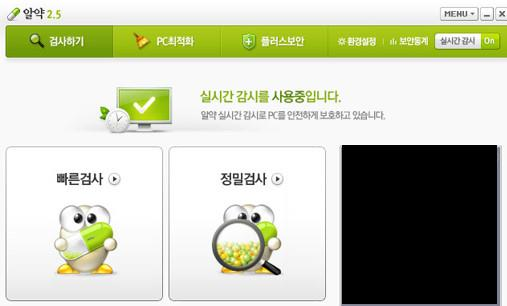 알약 2.5
MENU
검사하기 PC최적화 플러스보안 환경설정 보안통계 실시간 감시 On
실시간 감시를 사용중입니다.
알약 실시간 감시로 PC를 안전하게 보호하고 있습니다.
빠른검사 정밀검사